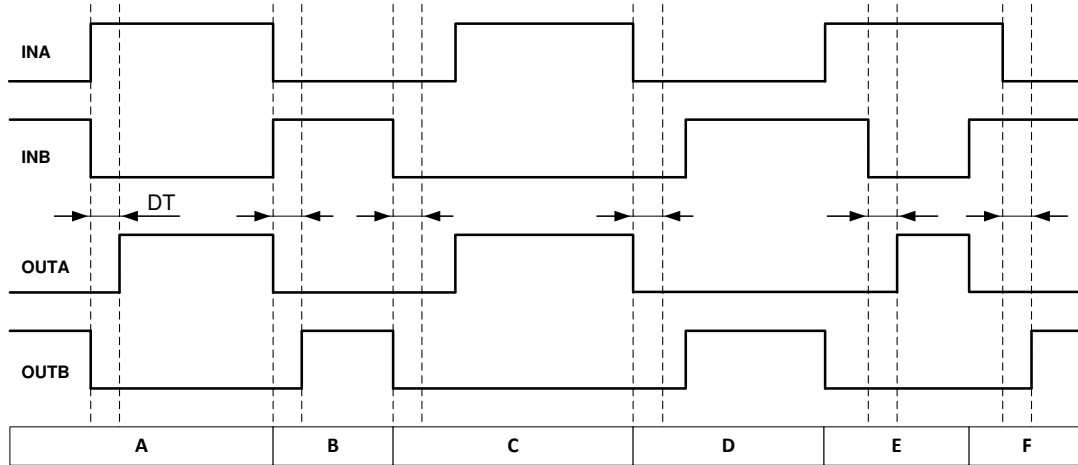 INA
INB
DT
OUTA
OUTB
A B C D E F